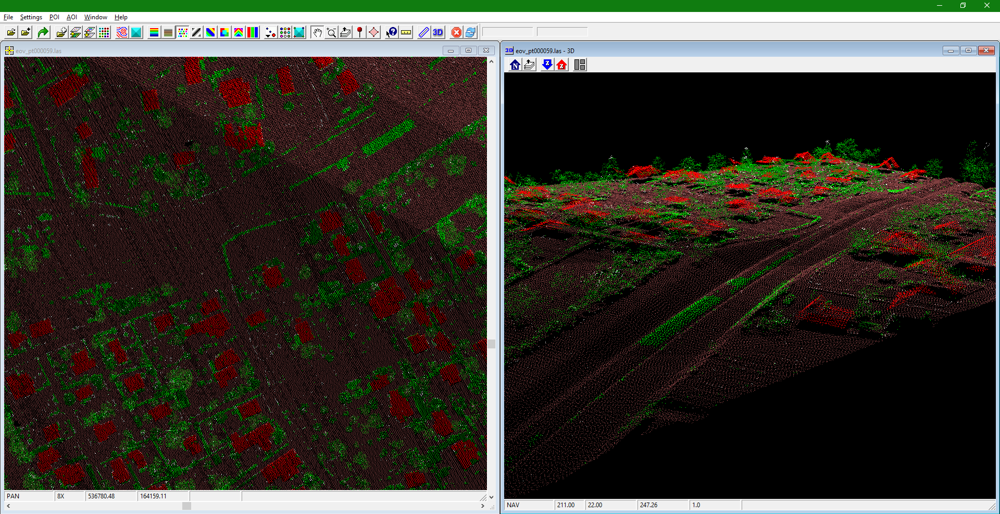 File Settings POI AOI Window Help
3D
eov_pt000059.las
3D eov_pt000059.las - 3D
N Z Z
PAN 8X 536780.48 164159.11
NAV 211.00 22.00 247.26 1.0